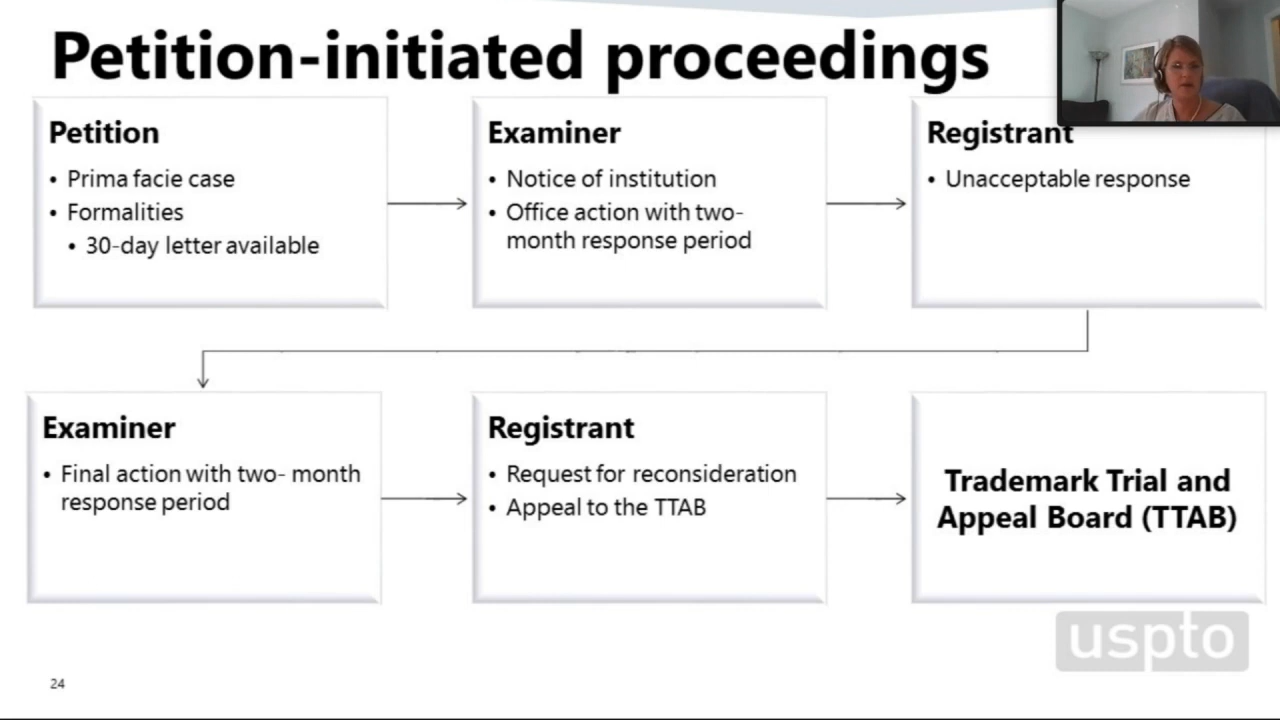 Petition-initiated proceedings
Petition
• Prima facie case
• Formalities
• 30-day letter available
Examiner
• Notice of institution
• Office action with two-
month response period
Registrant
• Unacceptable response
Examiner
• Final action with two- month
response period
Registrant
• Request for reconsideration
• Appeal to the TTAB
Trademark Trial and
Appeal Board (TTAB)
uspto
24